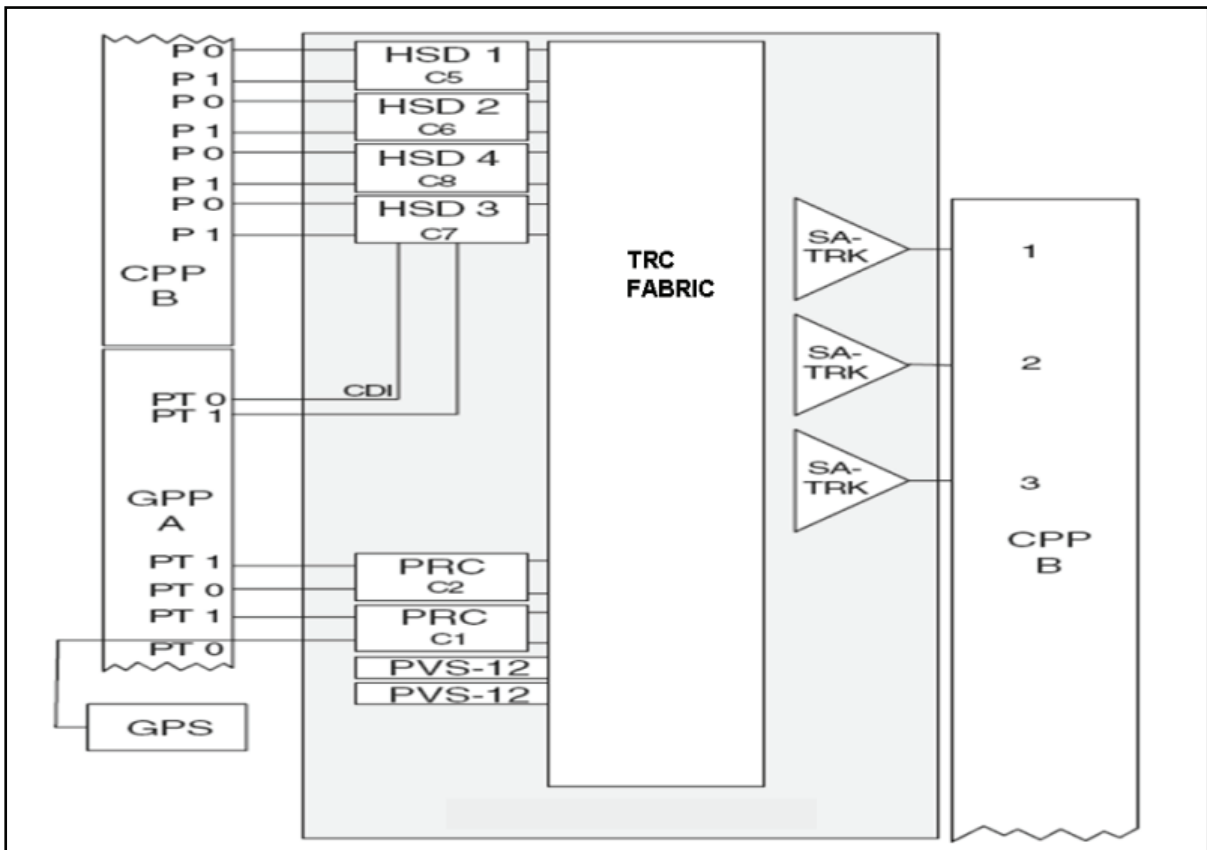 P 0
HSD 1
P 1
C5
P 0
HSD 2
P 1
C6
P 0
HSD 4
P 1
C8
P 0
HSD 3
P 1
C7
CPP
B
TRC
FABRIC
SA-
TRK
1
SA-
TRK
2
SA-
TRK
3
CPP
B
PT 0
CDI
PT 1
GPP
A
PT 1
PRC
PT 0
C2
PT 1
PRC
PT 0
C1
PVS-12
PVS-12
GPS